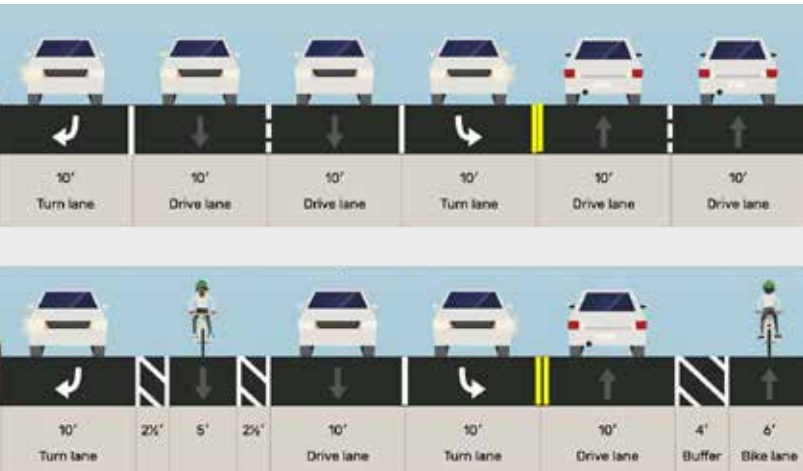 10' 10' 10' 10' 10' 10'
Turn lane Drive lane Drive lane Turn lane Drive lane Drive lane
10' 2½' 5' 2½' 10' 10' 10' 4' 6'
Turn lane Drive lane Turn lane Drive lane Buffer Bike lane